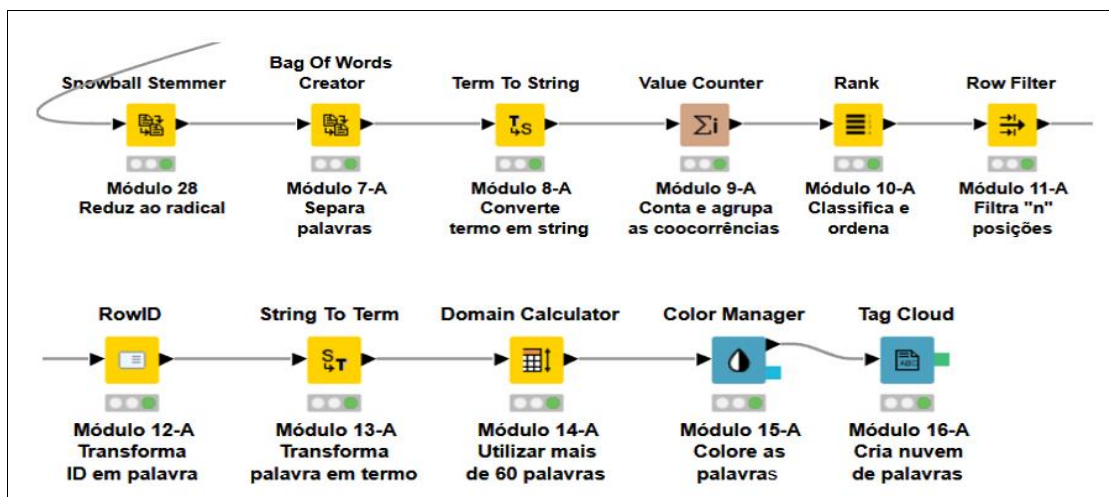 Snowball Stemmer
Bag Of Words
Creator
Term To String
Value Counter
Rank
Row Filter
T
S
Σi
Módulo 28
Reduz ao radical
Módulo 7-A
Separa
palavras
Módulo 8-A
Converte
termo em string
Módulo 9-A
Conta e agrupa
as coocorrências
Módulo 10-A
Classifica e
ordena
Módulo 11-A
Filtra "n"
posições
RowID
String To Term
Domain Calculator
Color Manager
Tag Cloud
S
T
ABC
Módulo 12-A
Transforma
ID em palavra
Módulo 13-A
Transforma
palavra em termo
Módulo 14-A
Utilizar mais
de 60 palavras
Módulo 15-A
Colore as
palavras
Módulo 16-A
Cria nuvem
de palavras